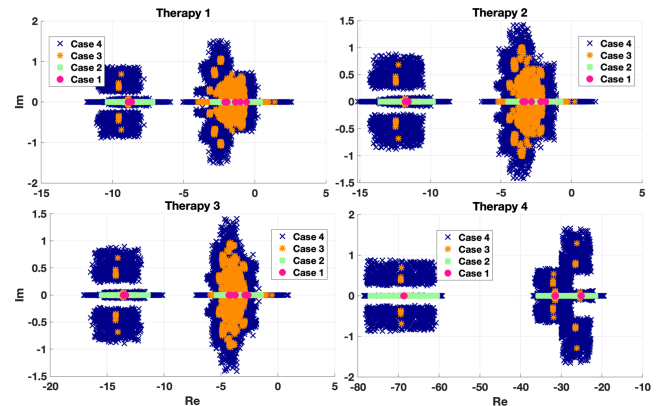 Therapy 1
Therapy 2
2
1
0
-1
-2
Im
-15
-10
-5
0
5
Case 4
Case 3
Case 2
Case 1
1.5
1
0.5
0
-0.5
-1
-1.5
-15
-10
-5
0
5
Case 4
Case 3
Case 2
Case 1
Therapy 3
Therapy 4
1.5
1
0.5
0
-0.5
-1
-1.5
Im
-20
-15
-10
-5
0
5
Re
Case 4
Case 3
Case 2
Case 1
2
1
0
-1
-2
-80
-70
-60
-50
-40
-30
-20
-10
Re
Case 4
Case 3
Case 2
Case 1